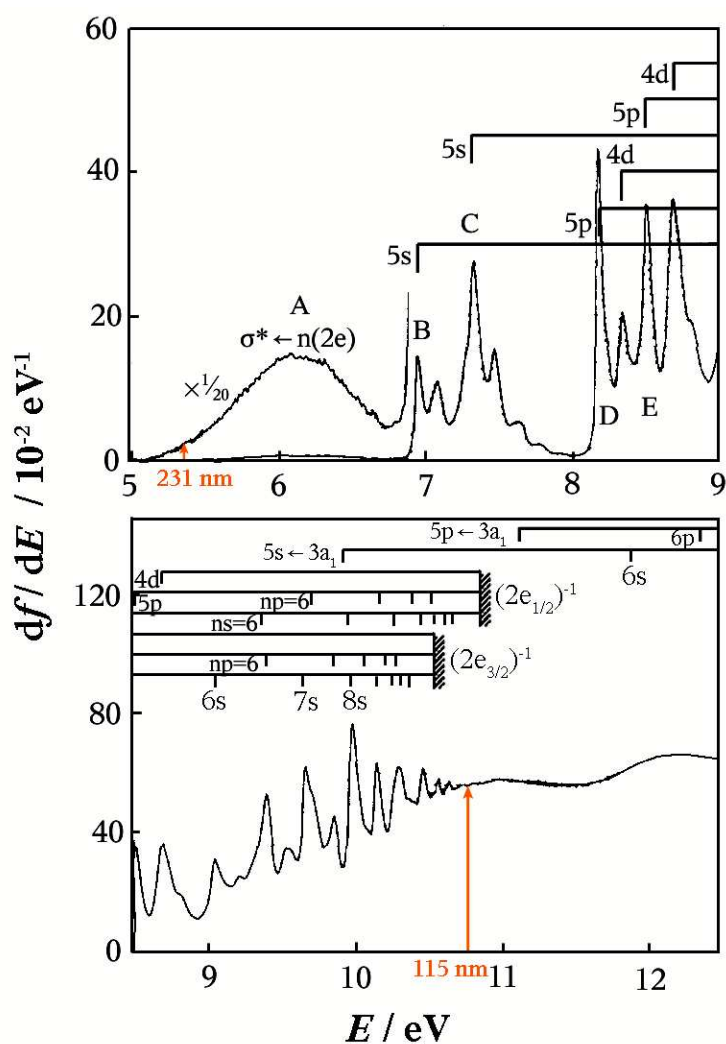 60
4d
5p
5s
4d
40
5p
C
5s
A
σ* ← n(2e)
20
B
×1/20
D
E
0
5
231 nm
6
7
8
9
df/dE / 10⁻² eV⁻¹
5p ← 3a₁
6p
5s ← 3a₁
6s
4d
120
5p
np=6
(2e₁/₂)⁻¹
ns=6
np=6
(2e₃/₂)⁻¹
6s
7s
8s
80
40
0
9
10
115 nm
11
12
E / eV